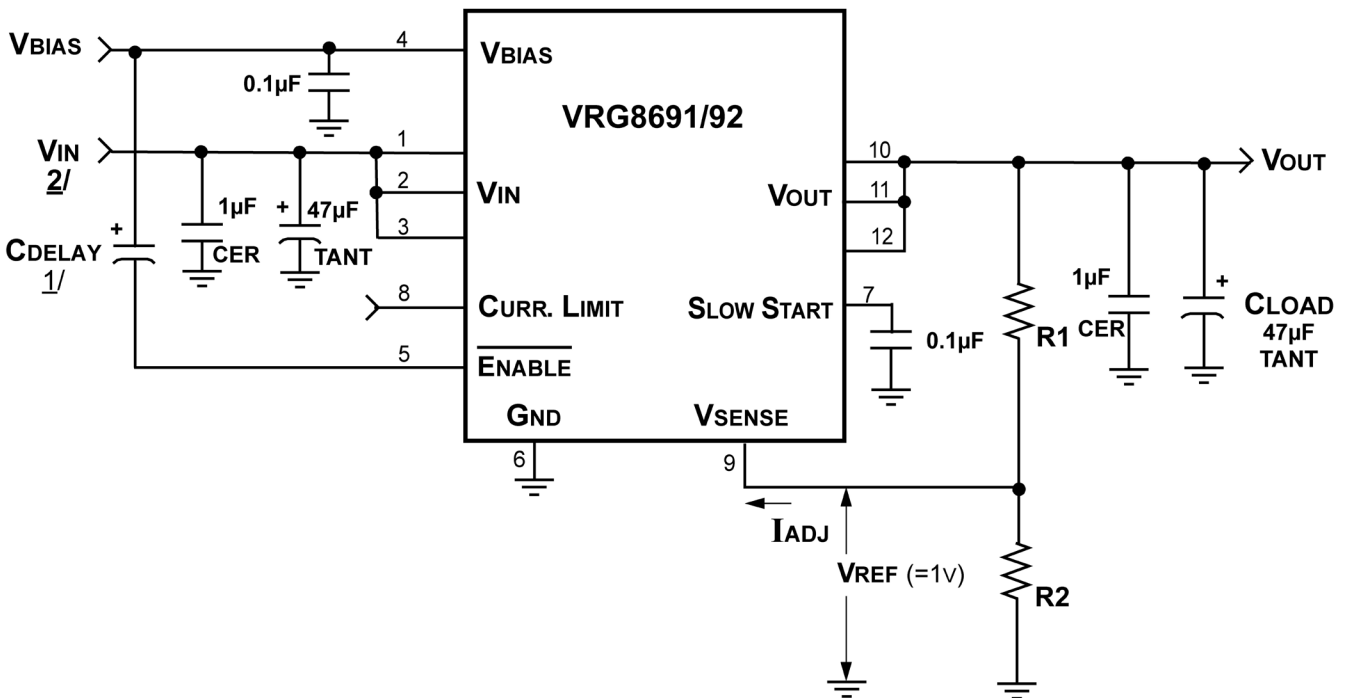 VBIAS
4
VBIAS
0.1µF
VRG8691/92
VIN
2/
1
2
VIN
3
1µF
CER
+
47µF
TANT
+
CDELAY
1/
8
CURR. LIMIT
5
ENABLE
GND
6
VSENSE
9
10
VOUT
11
VOUT
12
SLOW START
7
0.1µF
R1
1µF
CER
+
CLOAD
47µF
TANT
IADJ
VREF (=1V)
R2